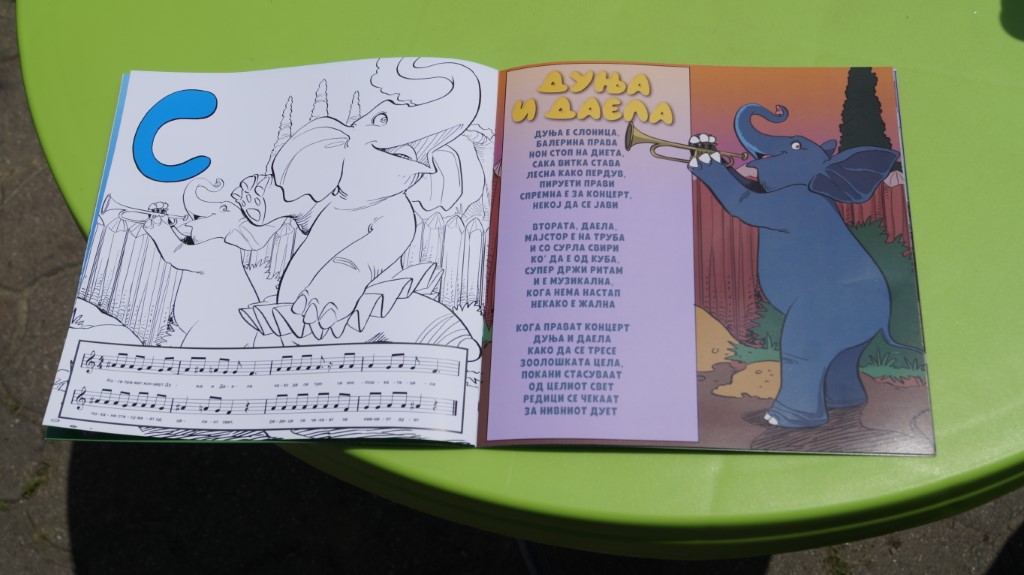 С
ДУЊА
И ДАЕЛА
ДУЊА Е СЛОНИЦА,
БАЛЕРИНА ПРАВА
НОН СТОП НА ДИЕТА,
САКА ВИТКА СТАВА
ЛЕСНА КАКО ПЕРДУВ,
ПИРУЕТИ ПРАВИ
СПРЕМНА Е ЗА КОНЦЕРТ,
НЕКОЈ ДА СЕ ЈАВИ
ВТОРАТА, ДАЕЛА,
МАЈСТОР Е НА ТРУБА
И СО СУРЛА СВИРИ
КО' ДА Е ОД КУБА,
СУПЕР ДРЖИ РИТАМ
И Е МУЗИКАЛНА,
КОГА НЕМА НАСТАП
НЕКАКО Е ЖАЛНА
КОГА ПРАВАТ КОНЦЕРТ
ДУЊА И ДАЕЛА
КАКО ДА СЕ ТРЕСЕ
ЗООЛОШКАТА ЦЕЛА,
ПОКАНИ СТАСУВААТ
ОД ЦЕЛИОТ СВЕТ
РЕДИЦИ СЕ ЧЕКААТ
ЗА НИВНИОТ ДУЕТ